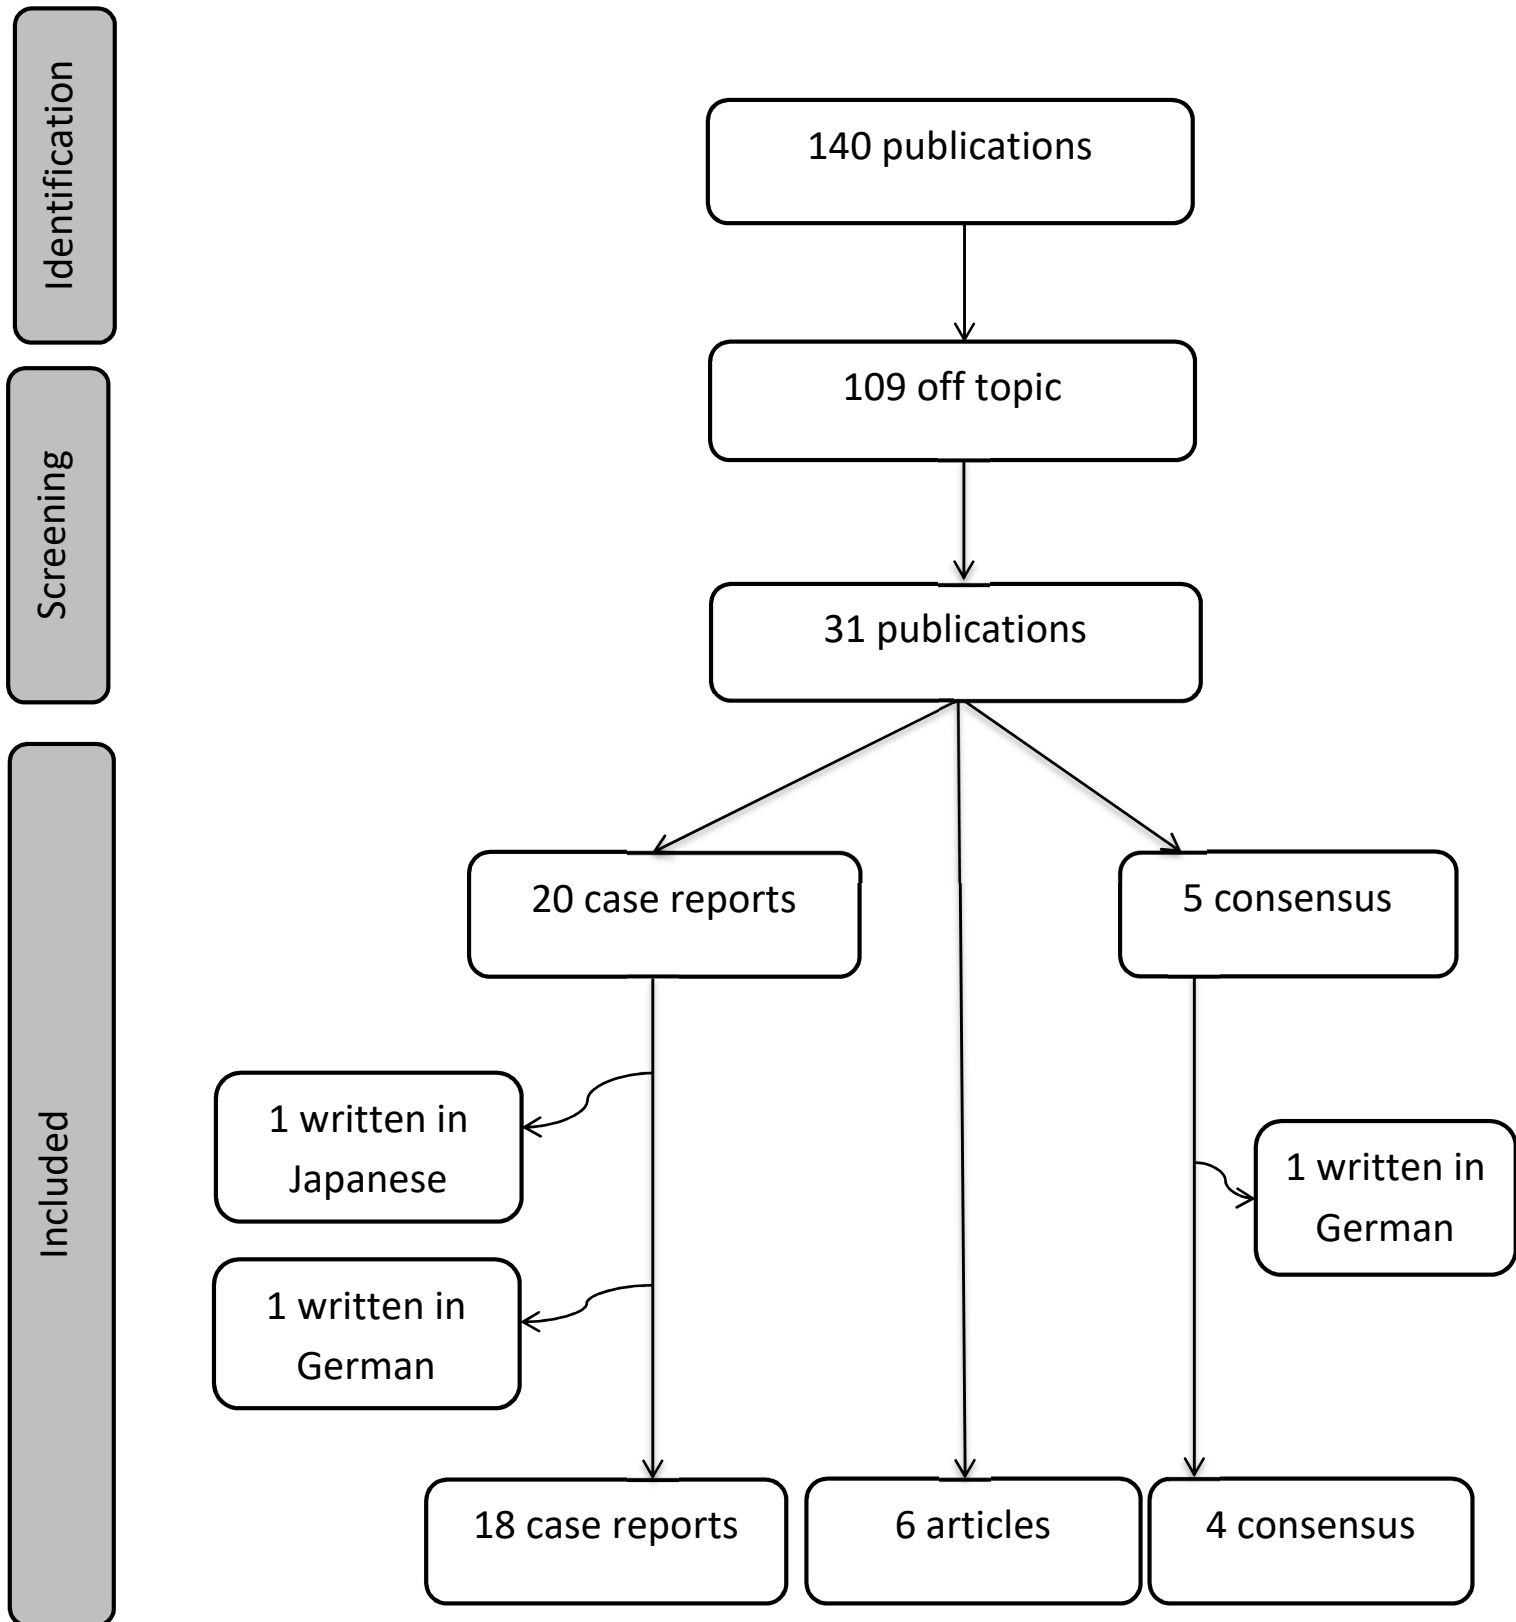 Identification
140 publications
109 off topic
Screening
31 publications
20 case reports
5 consensus
Included
1 written in
Japanese
1 written in
German
1 written in
German
18 case reports
6 articles
4 consensus